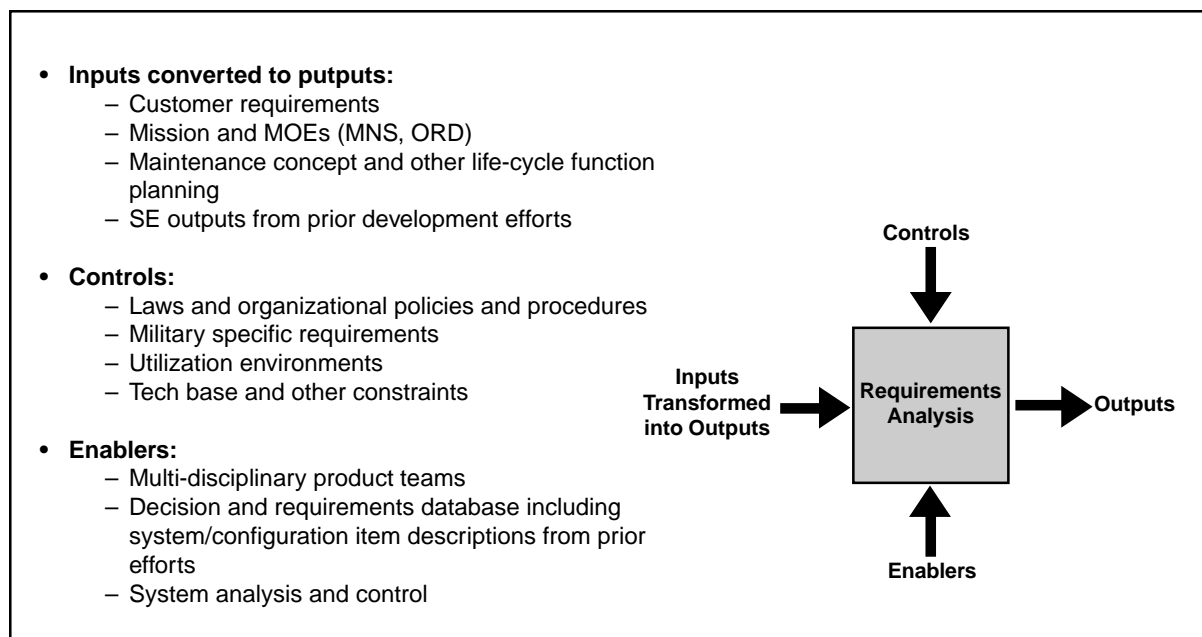 • Inputs converted to putputs:
– Customer requirements
– Mission and MOEs (MNS, ORD)
– Maintenance concept and other life-cycle function
planning
– SE outputs from prior development efforts
• Controls:
– Laws and organizational policies and procedures
– Military specific requirements
– Utilization environments
– Tech base and other constraints
• Enablers:
– Multi-disciplinary product teams
– Decision and requirements database including
system/configuration item descriptions from prior
efforts
– System analysis and control
Controls
Inputs
Transformed
into Outputs
Requirements
Analysis
Outputs
Enablers